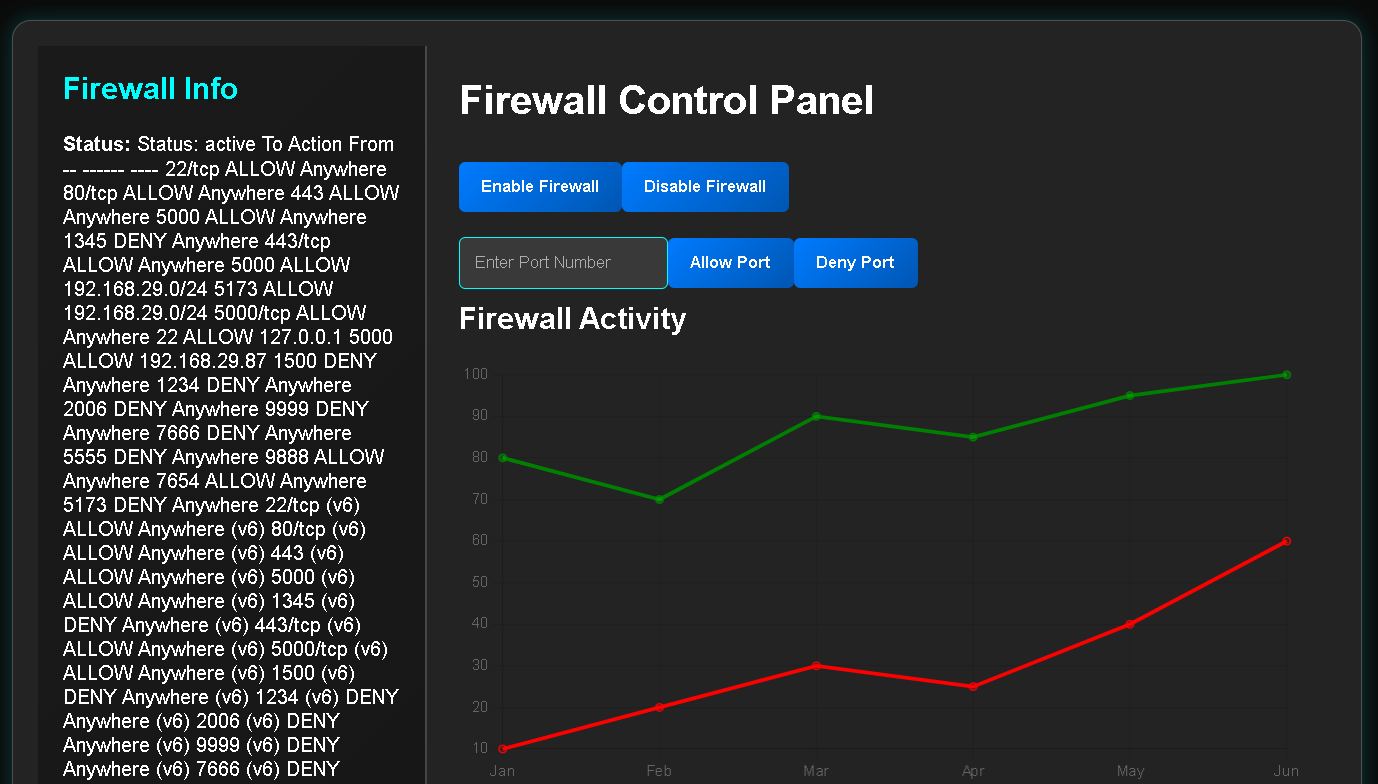 Firewall Info
Status: Status: active To Action From
-- ------ ---- 22/tcp ALLOW Anywhere
80/tcp ALLOW Anywhere 443 ALLOW
Anywhere 5000 ALLOW Anywhere
1345 DENY Anywhere 443/tcp
ALLOW Anywhere 5000 ALLOW
192.168.29.0/24 5173 ALLOW
192.168.29.0/24 5000/tcp ALLOW
Anywhere 22 ALLOW 127.0.0.1 5000
ALLOW 192.168.29.87 1500 DENY
Anywhere 1234 DENY Anywhere
2006 DENY Anywhere 9999 DENY
Anywhere 7666 DENY Anywhere
5555 DENY Anywhere 9888 ALLOW
Anywhere 7654 ALLOW Anywhere
5173 DENY Anywhere 22/tcp (v6)
ALLOW Anywhere (v6) 80/tcp (v6)
ALLOW Anywhere (v6) 443 (v6)
ALLOW Anywhere (v6) 5000 (v6)
ALLOW Anywhere (v6) 1345 (v6)
DENY Anywhere (v6) 443/tcp (v6)
ALLOW Anywhere (v6) 5000/tcp (v6)
ALLOW Anywhere (v6) 1500 (v6)
DENY Anywhere (v6) 1234 (v6) DENY
Anywhere (v6) 2006 (v6) DENY
Anywhere (v6) 9999 (v6) DENY
Anywhere (v6) 7666 (v6) DENY
Firewall Control Panel
Enable Firewall Disable Firewall
Enter Port Number Allow Port Deny Port
Firewall Activity
100
90
80
70
60
50
40
30
20
10
Jan Feb Mar Apr May Jun